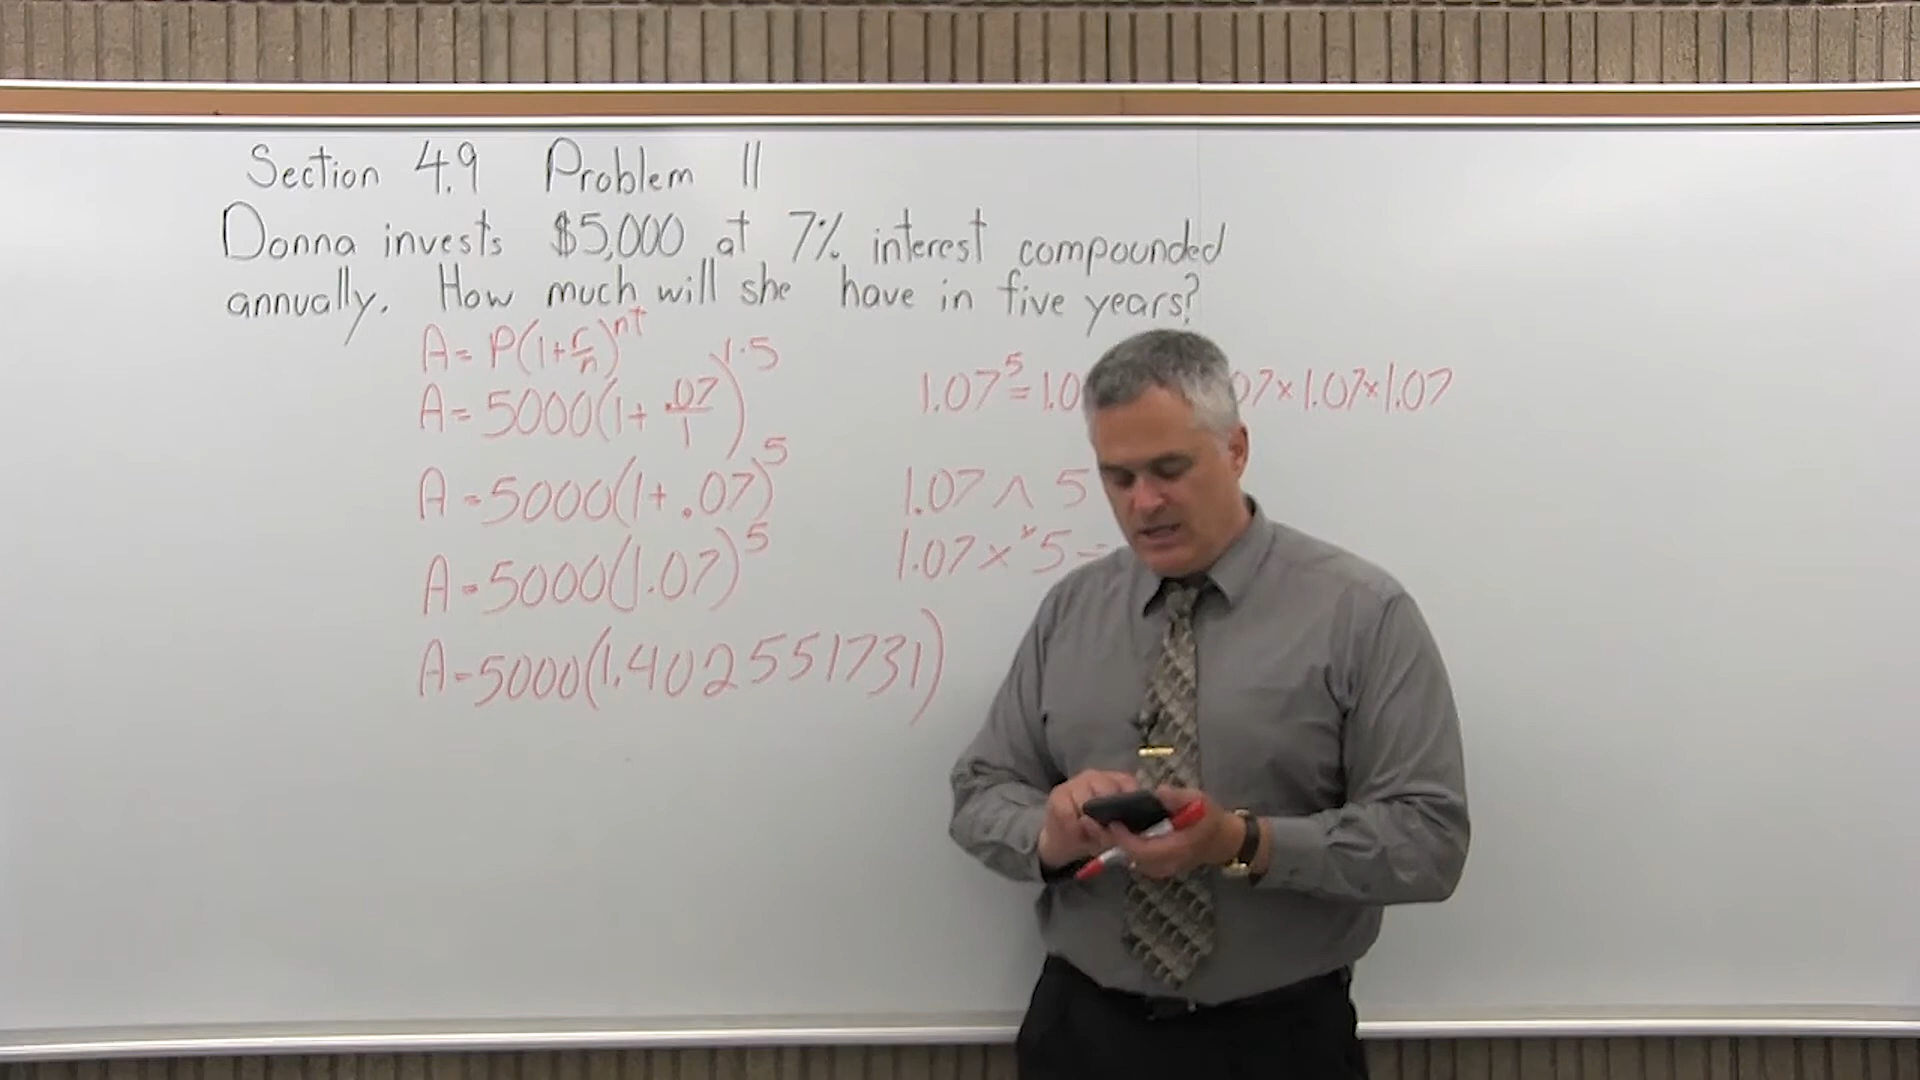 Section 4.9 Problem 11
Donna invests $5,000 at 7% interest compounded
annually. How much will she have in five years?
A = P(1+r/n)^nt
A = 5000(1+ .07/1)^1·5
A = 5000(1+ .07)^5
A = 5000(1.07)^5
A = 5000(1.402551731)
1.07^5 = 1.0 07×1.07×1.07
1.07 ∧ 5
1.07 x^x 5 =